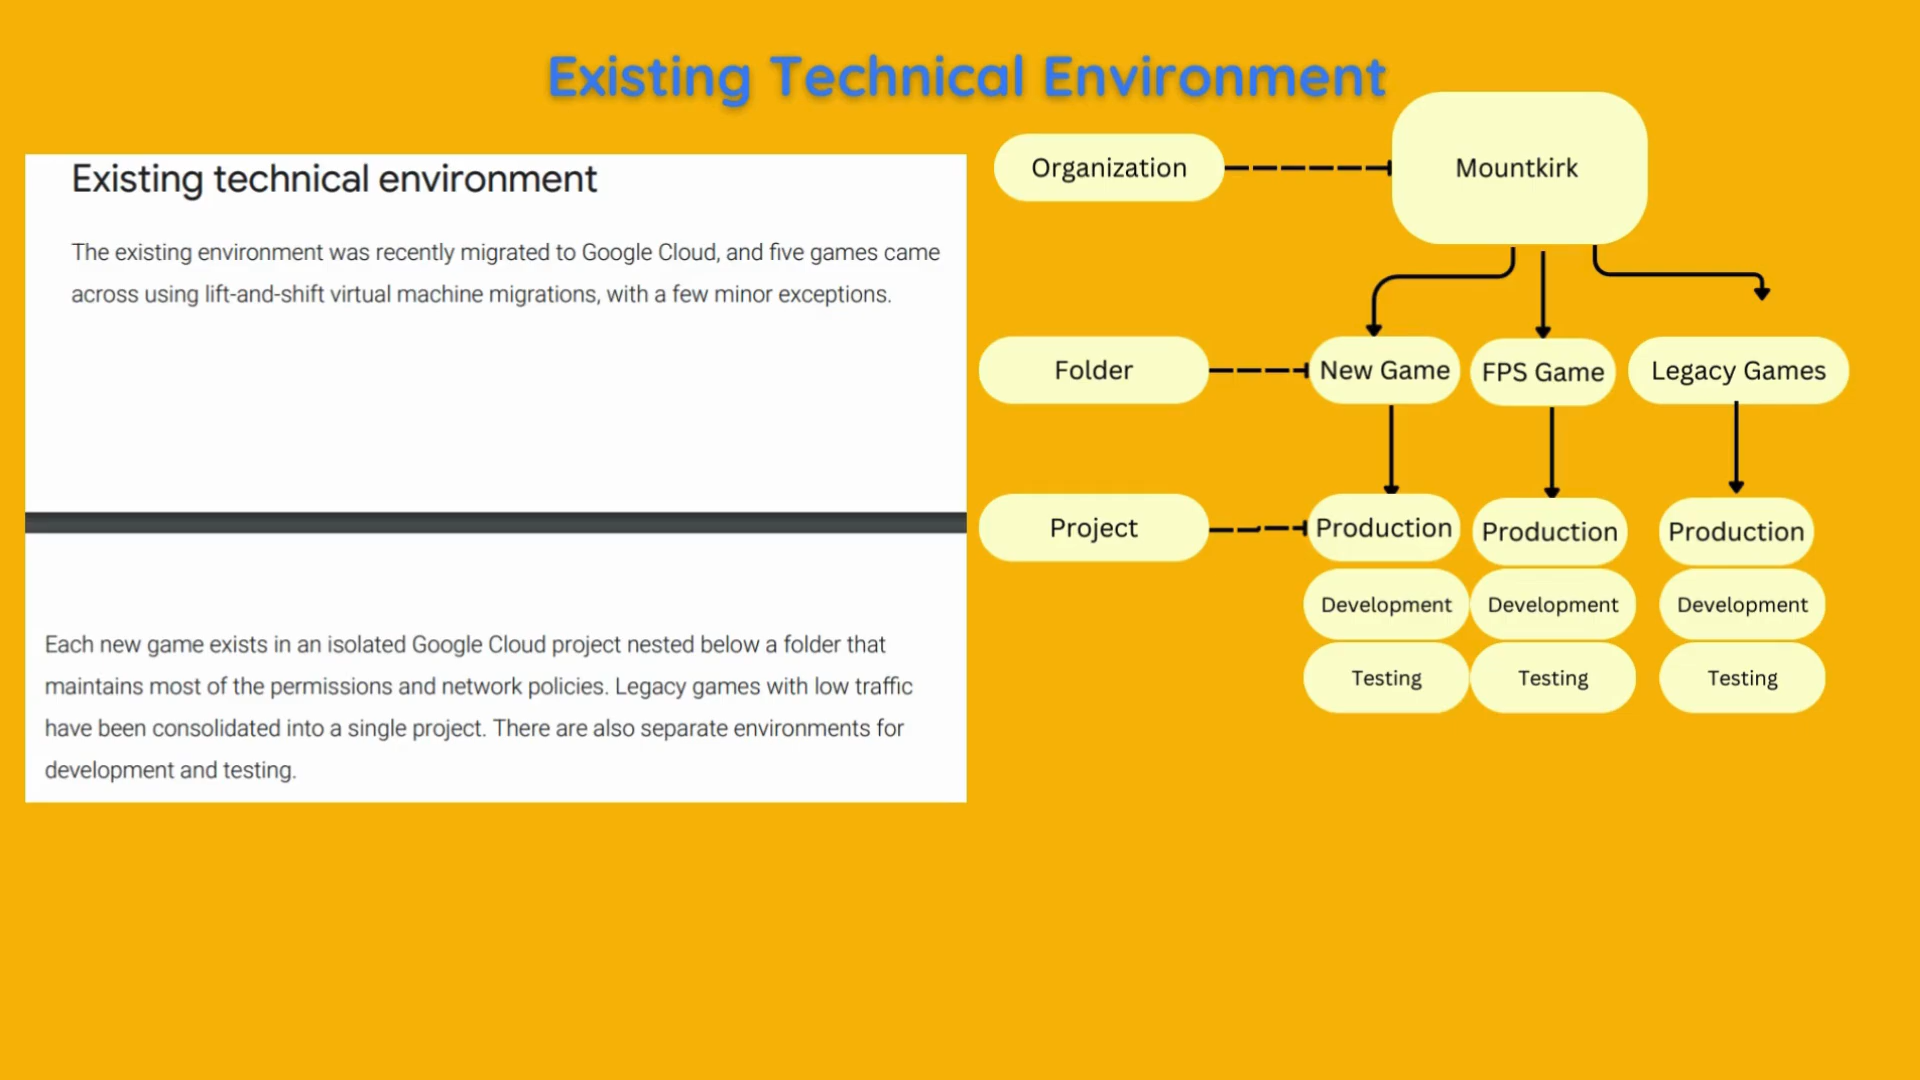 Existing Technical Environment
Existing technical environment
The existing environment was recently migrated to Google Cloud, and five games came
across using lift-and-shift virtual machine migrations, with a few minor exceptions.
Each new game exists in an isolated Google Cloud project nested below a folder that
maintains most of the permissions and network policies. Legacy games with low traffic
have been consolidated into a single project. There are also separate environments for
development and testing.
Organization
Mountkirk
Folder
New Game
FPS Game
Legacy Games
Project
Production
Production
Production
Development
Development
Development
Testing
Testing
Testing